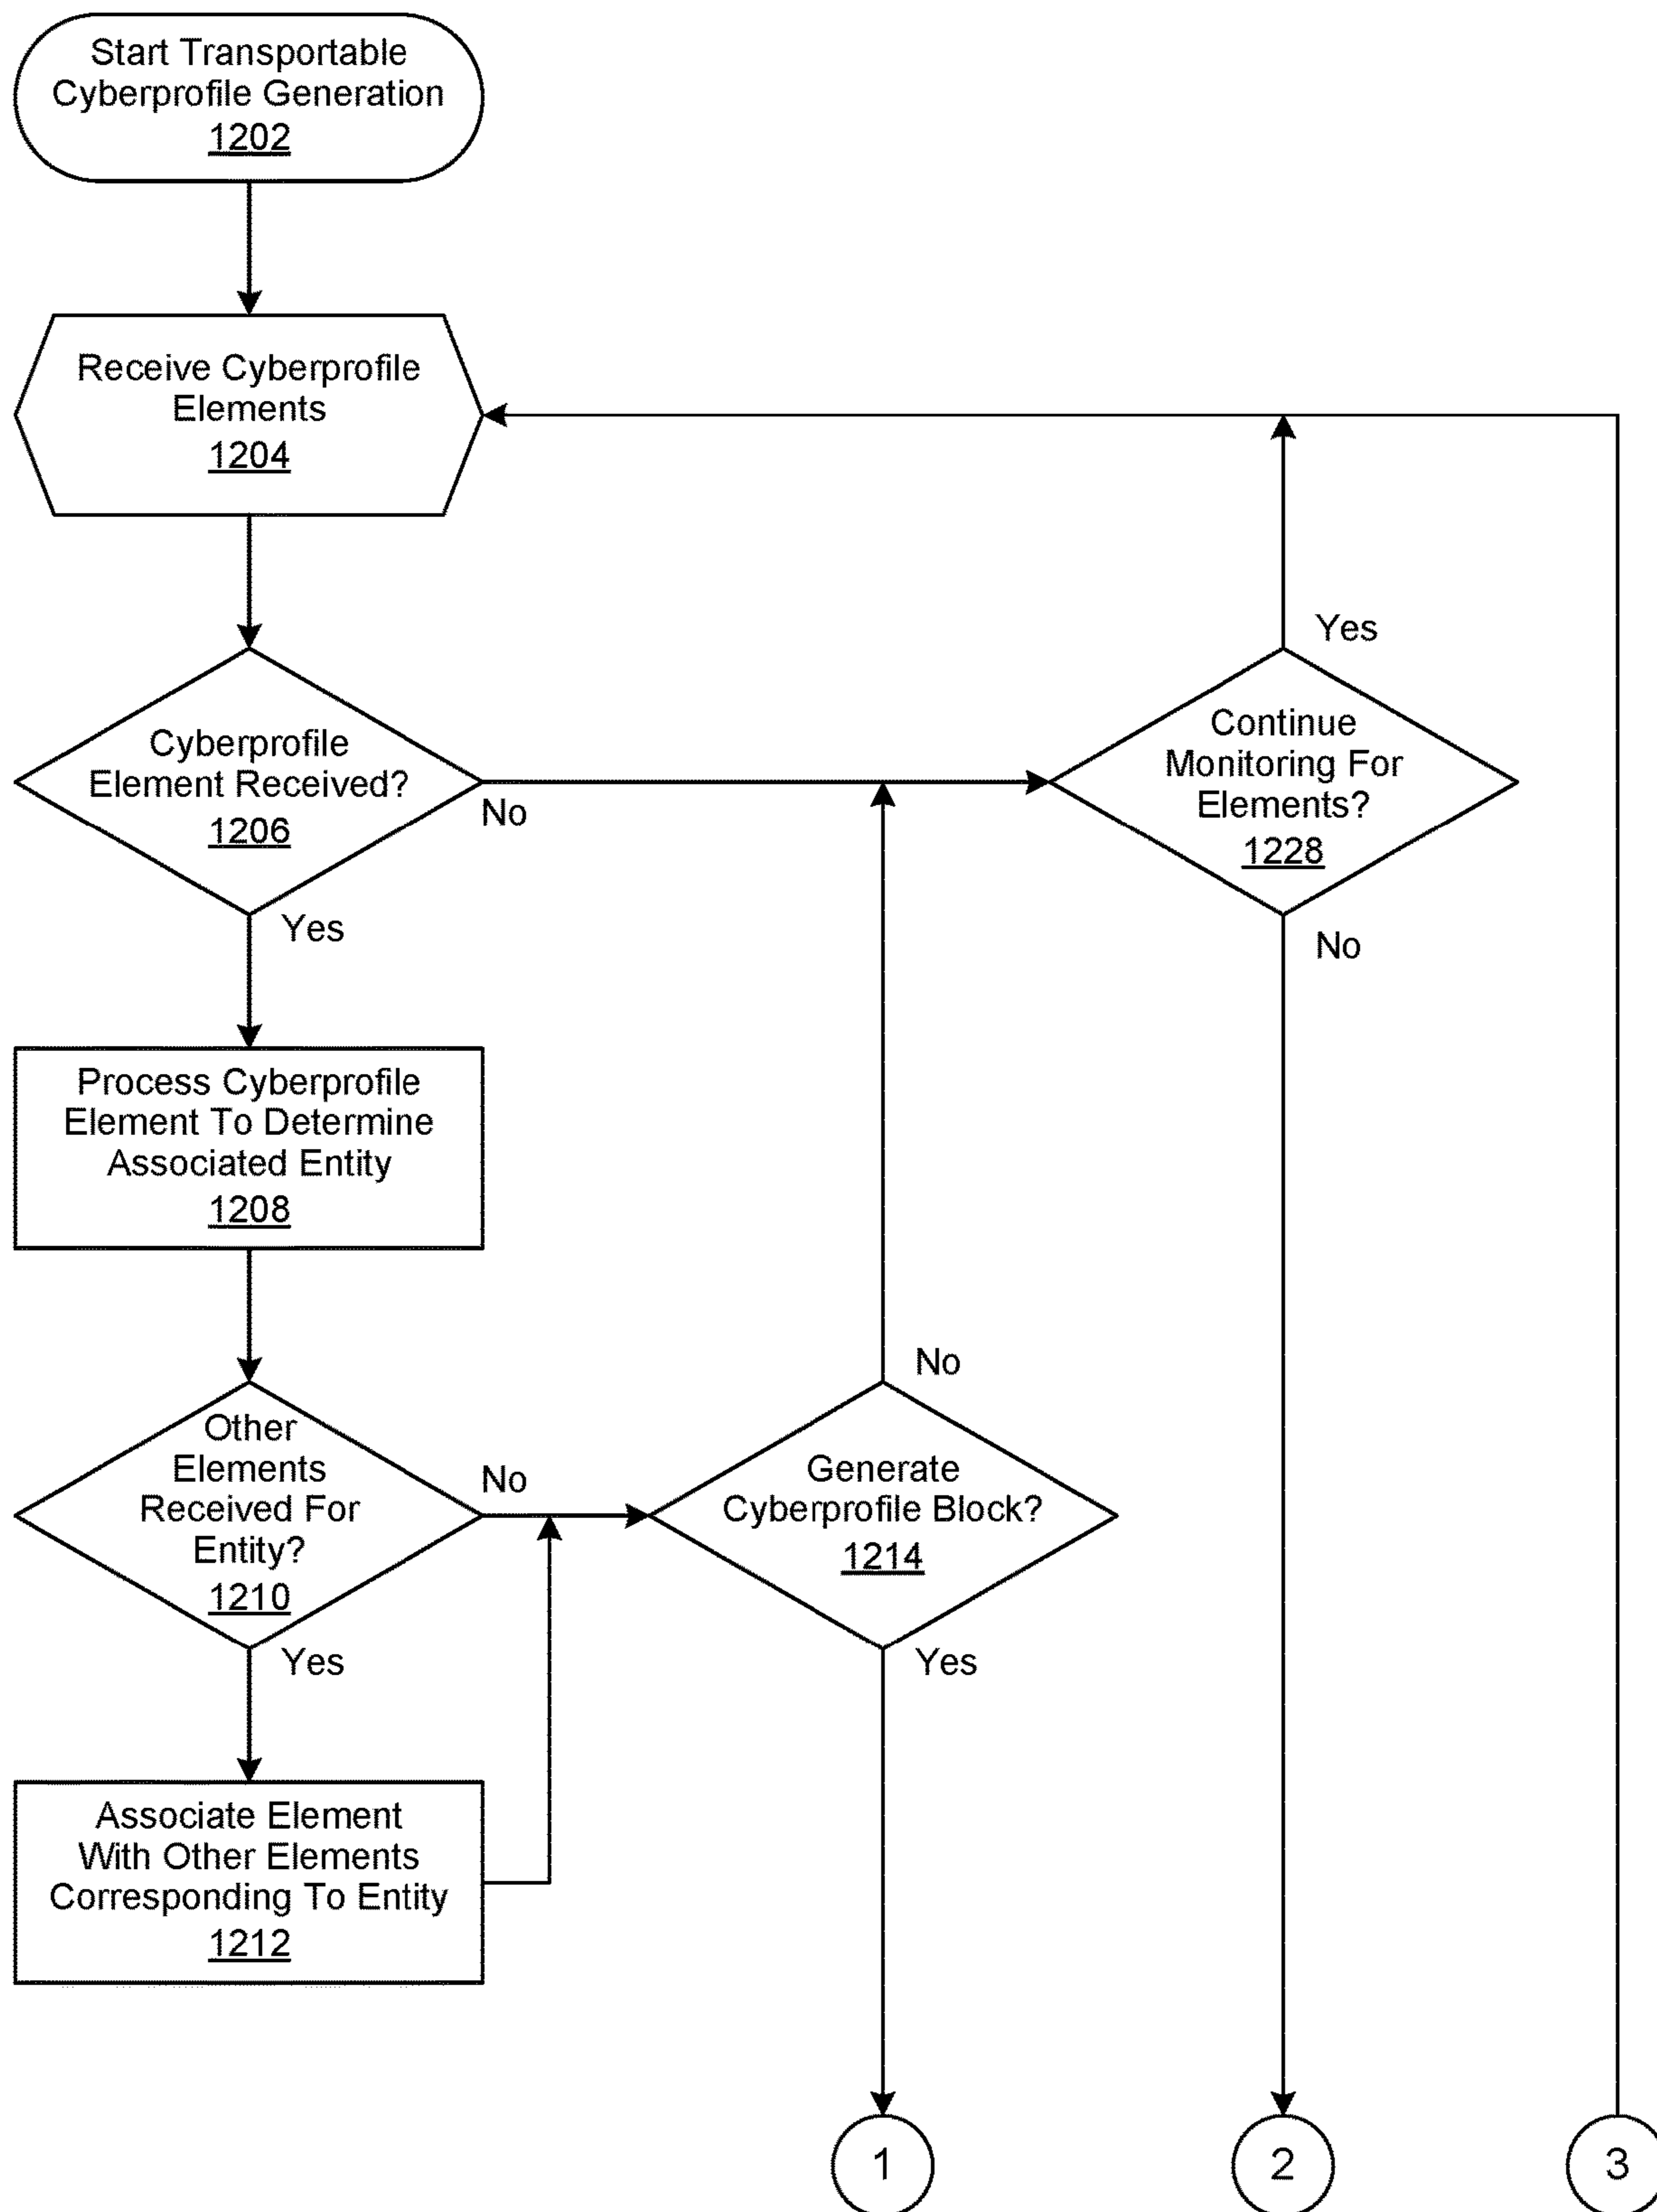 Start Transportable
Cyberprofile Generation
1202
Receive Cyberprofile
Elements
1204
Cyberprofile
Element Received?
1206
Yes
No
Continue
Monitoring For
Elements?
1228
Yes
No
Process Cyberprofile
Element To Determine
Associated Entity
1208
Other
Elements
Received For
Entity?
1210
No
Yes
Generate
Cyberprofile Block?
1214
No
Yes
Associate Element
With Other Elements
Corresponding To Entity
1212
1
2
3